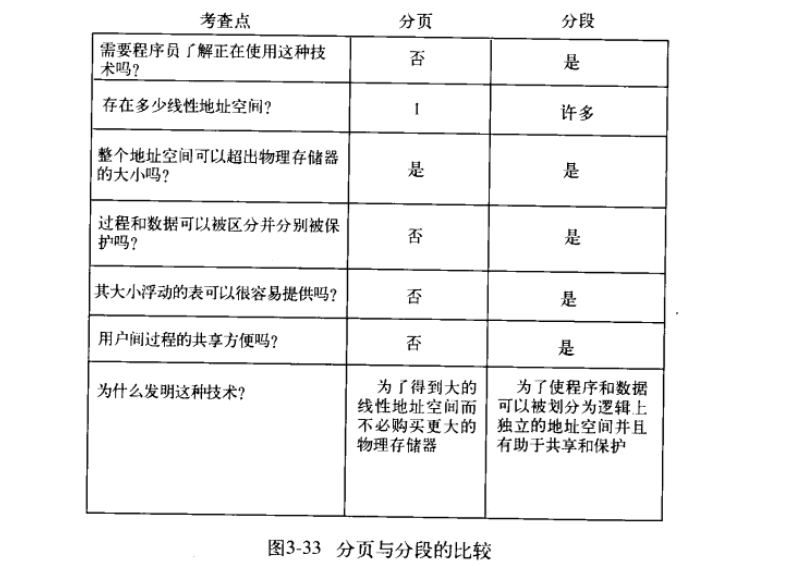 考查点 分页 分段
需要程序员了解正在使用这种技 否 是
术吗?
存在多少线性地址空间? 1 许多
整个地址空间可以超出物理存储器 是 是
的大小吗?
过程和数据可以被区分并分别被保 否 是
护吗?
其大小浮动的表可以很容易提供吗? 否 是
用户间过程的共享方便吗? 否 是
为什么发明这种技术? 为了得到大的 为了使程序和数据
线性地址空间而 可以被划分为逻辑上
不必购买更大的 独立的地址空间并且
物理存储器 有助于共享和保护
图3-33 分页与分段的比较